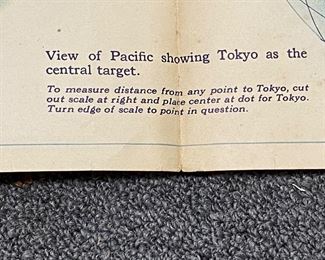 View of Pacific showing Tokyo as the
central target.
To measure distance from any point to Tokyo, cut
out scale at right and place center at dot for Tokyo.
Turn edge of scale to point in question.